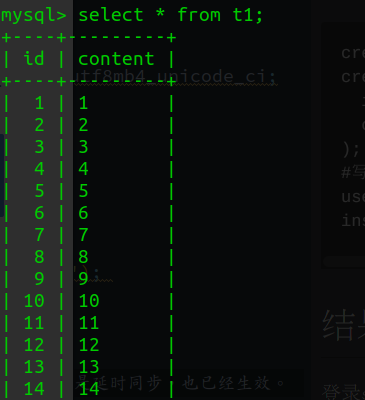 mysql> select * from t1;
+----+---------+
| id | content |
+----+---------+
| 1 | 1 |
| 2 | 2 |
| 3 | 3 |
| 4 | 4 |
| 5 | 5 |
| 6 | 6 |
| 7 | 7 |
| 8 | 8 |
| 9 | 9 |
| 10 | 10 |
| 11 | 11 |
| 12 | 12 |
| 13 | 13 |
| 14 | 14 |
utf8mb4_unicode_ci;
延时同步
也已经生效。
cre
cre
);
#写
use
ins
结果
登录